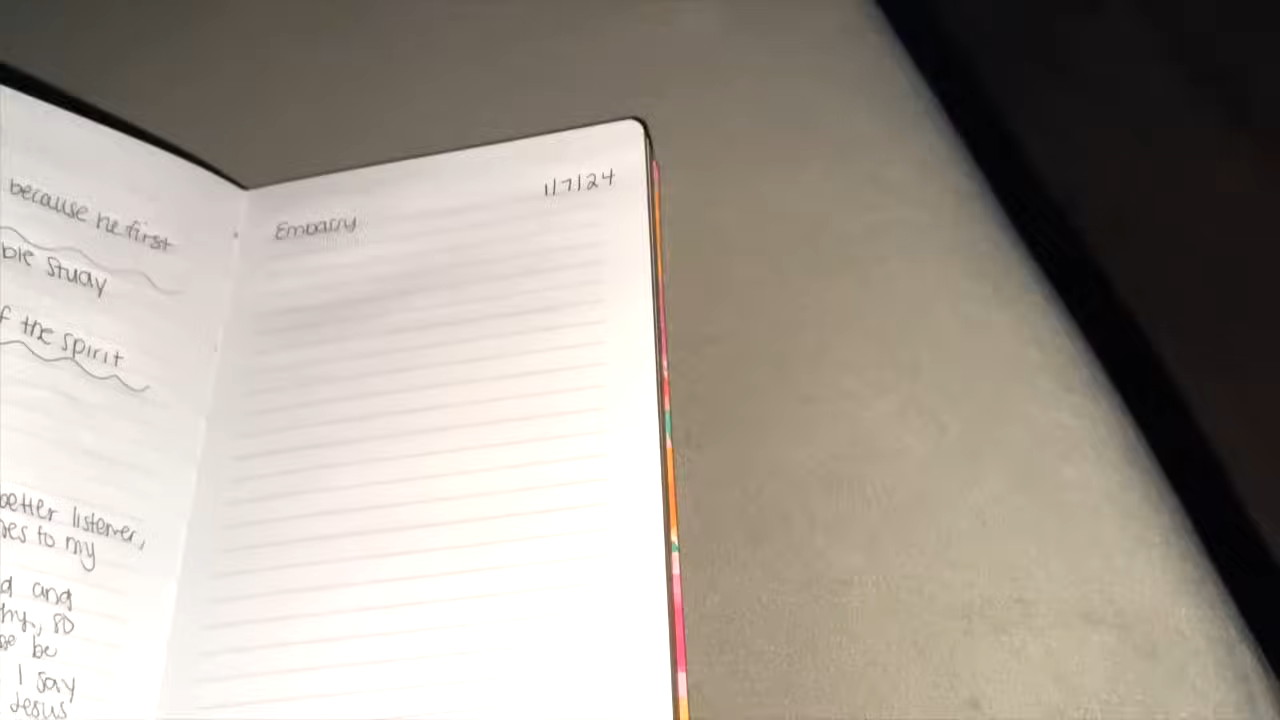 because he first
ble study
f the spirit
better listener,
es to my
d and
hy, so
be
I say
Jesus
1/7/24
Embassy